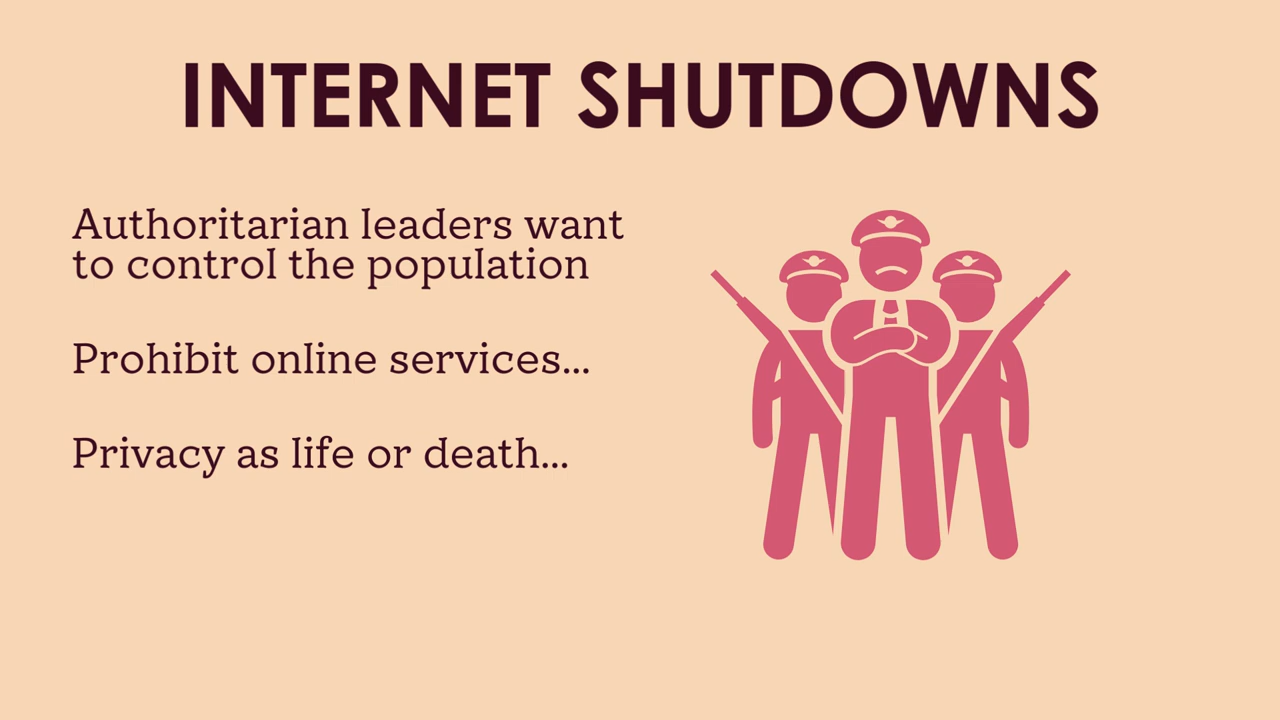 INTERNET SHUTDOWNS
Authoritarian leaders want
to control the population
Prohibit online services...
Privacy as life or death...